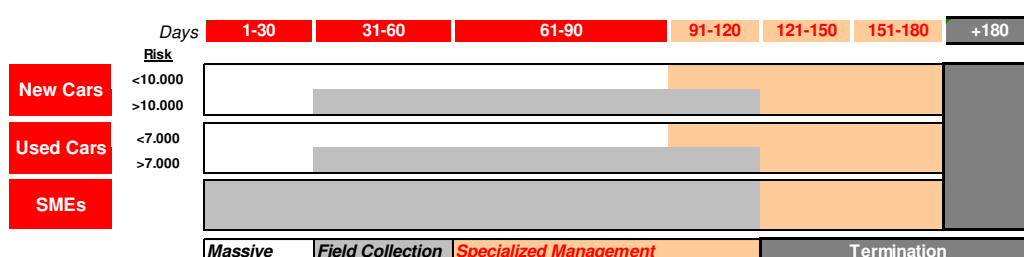 Days 1-30 31-60 61-90 91-120 121-150 151-180 +180
Risk
New Cars <10.000
>10.000
Used Cars <7.000
>7.000
SMEs
Massive Field Collection Specialized Management Termination